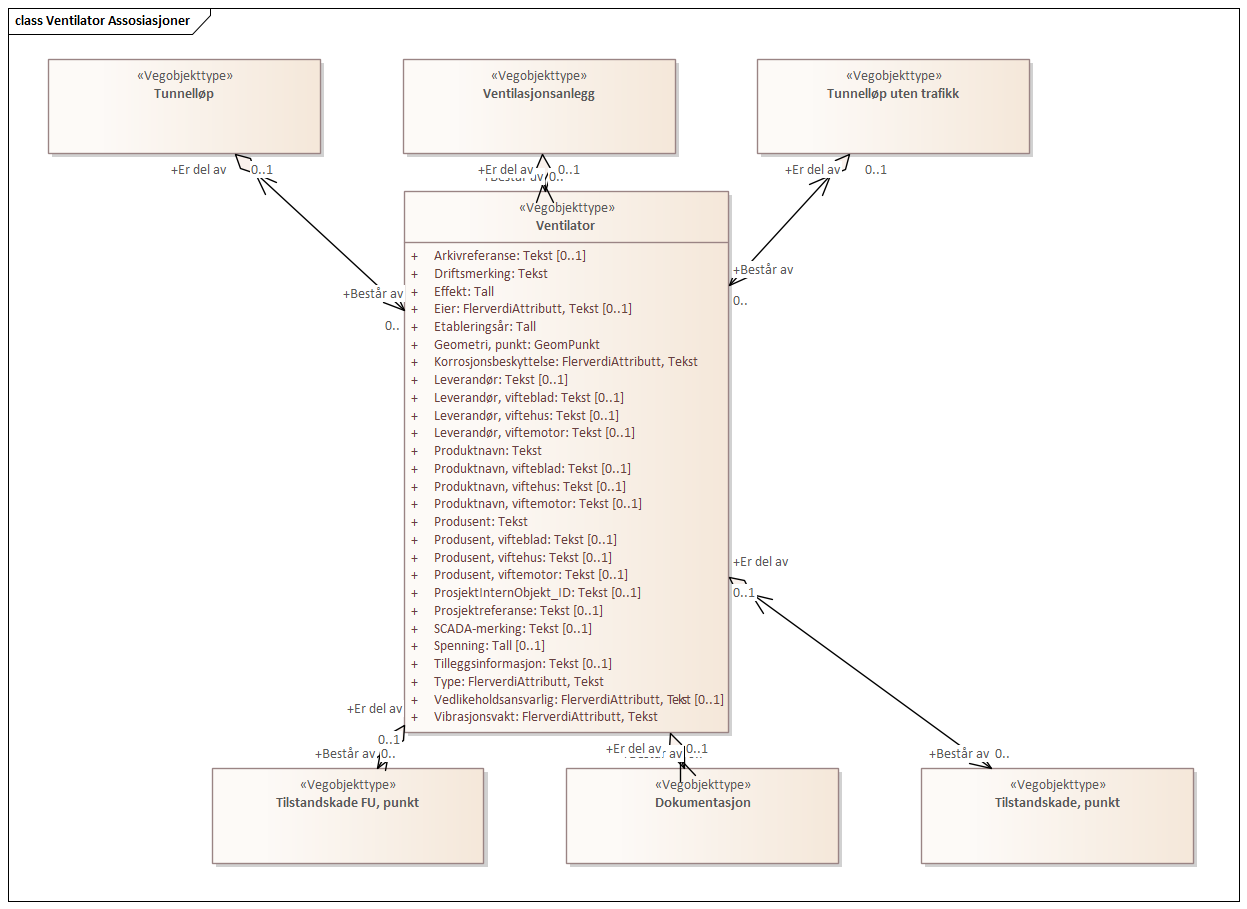 class Ventilator Assosiasjoner
«Vegobjekttype»
Tunnelløp
«Vegobjekttype»
Ventilasjonsanlegg
«Vegobjekttype»
Tunnelløp uten trafikk
+Er del av 0..1
+Er del av 0..1
+Er del av 0..1
+Består av 0..
«Vegobjekttype»
Ventilator
+ Arkivreferanse: Tekst [0..1]
+ Driftsmerking: Tekst
+ Effekt: Tall
+ Eier: FlerverdiAttributt, Tekst [0..1]
+ Etableringsår: Tall
+ Geometri, punkt: GeomPunkt
+ Korrosjonsbeskyttelse: FlerverdiAttributt, Tekst
+ Leverandør: Tekst [0..1]
+ Leverandør, vifteblad: Tekst [0..1]
+ Leverandør, viftehus: Tekst [0..1]
+ Leverandør, viftemotor: Tekst [0..1]
+ Produktnavn: Tekst
+ Produktnavn, vifteblad: Tekst [0..1]
+ Produktnavn, viftehus: Tekst [0..1]
+ Produktnavn, viftemotor: Tekst [0..1]
+ Produsent: Tekst
+ Produsent, vifteblad: Tekst [0..1]
+ Produsent, viftehus: Tekst [0..1]
+ Produsent, viftemotor: Tekst [0..1]
+ ProsjektInternObjekt_ID: Tekst [0..1]
+ Prosjektreferanse: Tekst [0..1]
+ SCADA-merking: Tekst [0..1]
+ Spenning: Tall [0..1]
+ Tilleggsinformasjon: Tekst [0..1]
+ Type: FlerverdiAttributt, Tekst
+ Vedlikeholdsansvarlig: FlerverdiAttributt, Tekst [0..1]
+ Vibrasjonsvakt: FlerverdiAttributt, Tekst
+Består av
0..
+Består av
0..
+Er del av
0..1
+Er del av
0..1
+Består av 0..
+Er del av 0..1
+Består av 0..
«Vegobjekttype»
Tilstandskade FU, punkt
«Vegobjekttype»
Dokumentasjon
«Vegobjekttype»
Tilstandskade, punkt